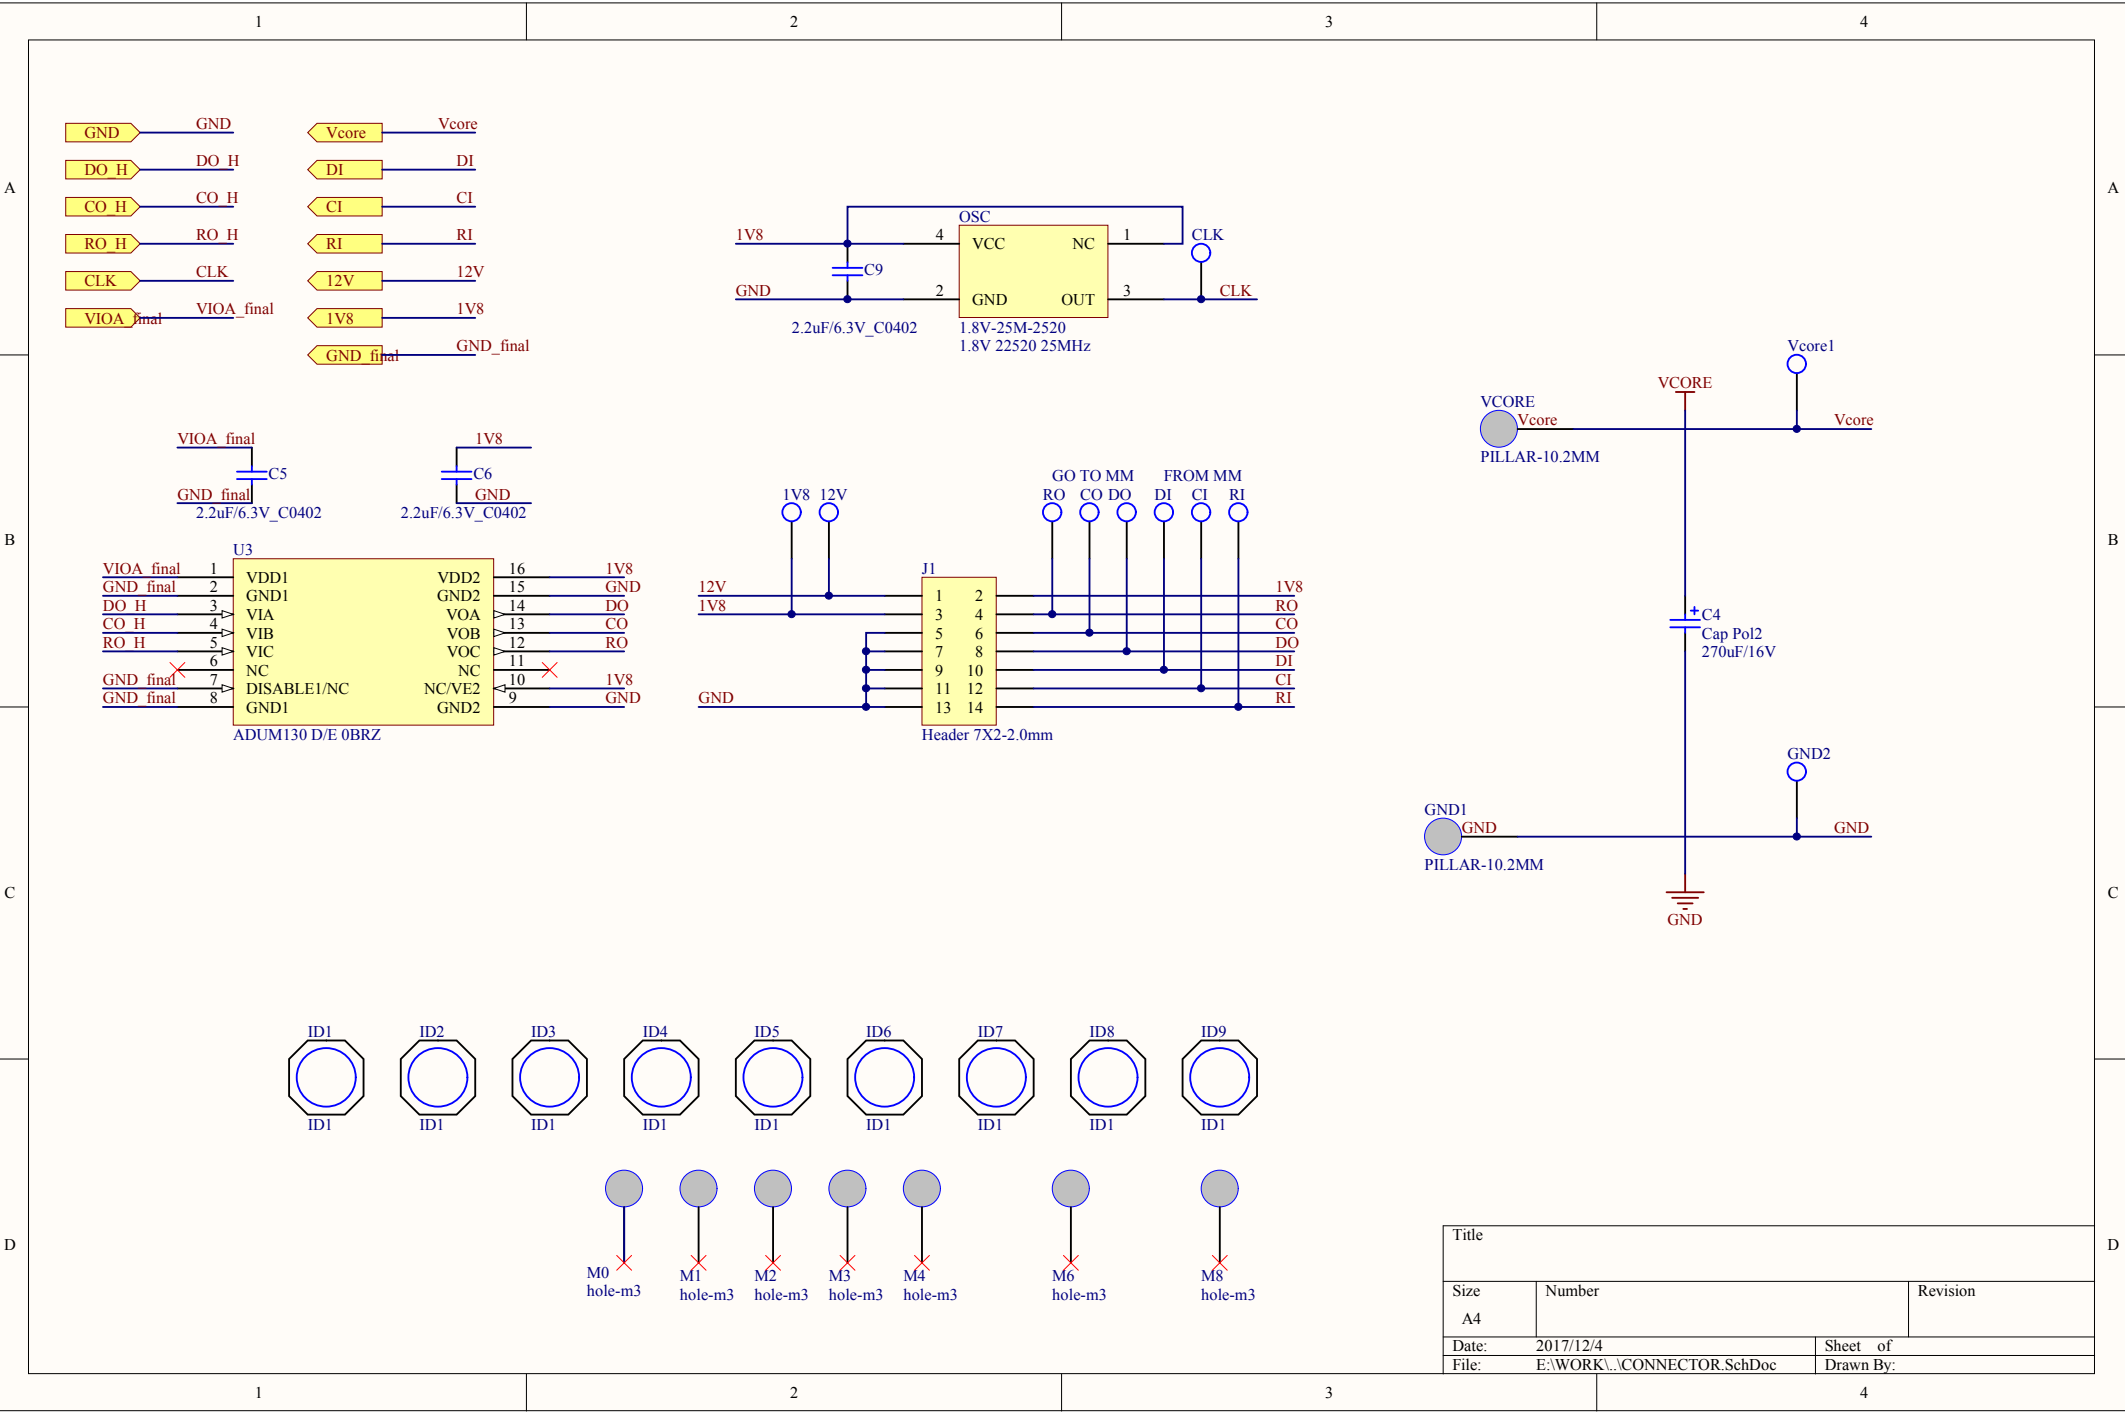 1 2 3 4
A A
GND GND Vcore Vcore
DO_H DO_H DI DI
CO_H CO_H CI CI
RO_H RO_H RI RI
CLK CLK 12V 12V
VIOA_final VIOA_final 1V8 1V8
GND_final GND_final
OSC
1V8 4 VCC NC 1 CLK
C9
GND 2 GND OUT 3 CLK
2.2uF/6.3V_C0402 1.8V-25M-2520
1.8V 22520 25MHz
Vcore1
VCORE
VCORE
Vcore Vcore
PILLAR-10.2MM
VIOA_final 1V8
C5 C6
GND_final GND
2.2uF/6.3V_C0402 2.2uF/6.3V_C0402
GO TO MM FROM MM
1V8 12V RO CO DO DI CI RI
B B
U3
VIOA_final 1 VDD1 VDD2 16 1V8
GND_final 2 GND1 GND2 15 GND
DO_H 3 VIA VOA 14 DO
CO_H 4 VIB VOB 13 CO
RO_H 5 VIC VOC 12 RO
6 NC NC 11
GND_final 7 DISABLE1/NC NC/VE2 10 1V8
GND_final 8 GND1 GND2 9 GND
ADUM130 D/E 0BRZ
J1
12V 1 2 1V8
1V8 3 4 RO
5 6 CO
7 8 DO
9 10 DI
11 12 CI
GND 13 14 RI
Header 7X2-2.0mm
+ C4
Cap Pol2
270uF/16V
GND2
GND1
GND GND
PILLAR-10.2MM
C C
GND
ID1 ID2 ID3 ID4 ID5 ID6 ID7 ID8 ID9
ID1 ID1 ID1 ID1 ID1 ID1 ID1 ID1 ID1
D D
M0 M1 M2 M3 M4 M6 M8
hole-m3 hole-m3 hole-m3 hole-m3 hole-m3 hole-m3 hole-m3
Title
Size Number Revision
A4
Date: 2017/12/4 Sheet of
File: E:\WORK\..\CONNECTOR.SchDoc Drawn By:
1 2 3 4